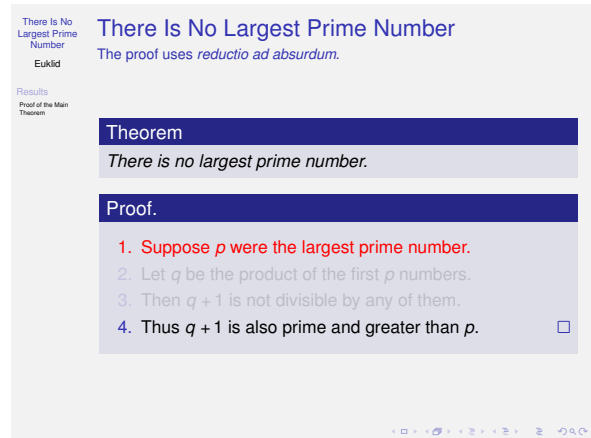 There Is No
Largest Prime
Number
Euklid
Results
Proof of the Main
Theorem
There Is No Largest Prime Number
The proof uses reductio ad absurdum.
Theorem
There is no largest prime number.
Proof.
1. Suppose p were the largest prime number.
2. Let q be the product of the first p numbers.
3. Then q + 1 is not divisible by any of them.
4. Thus q + 1 is also prime and greater than p.